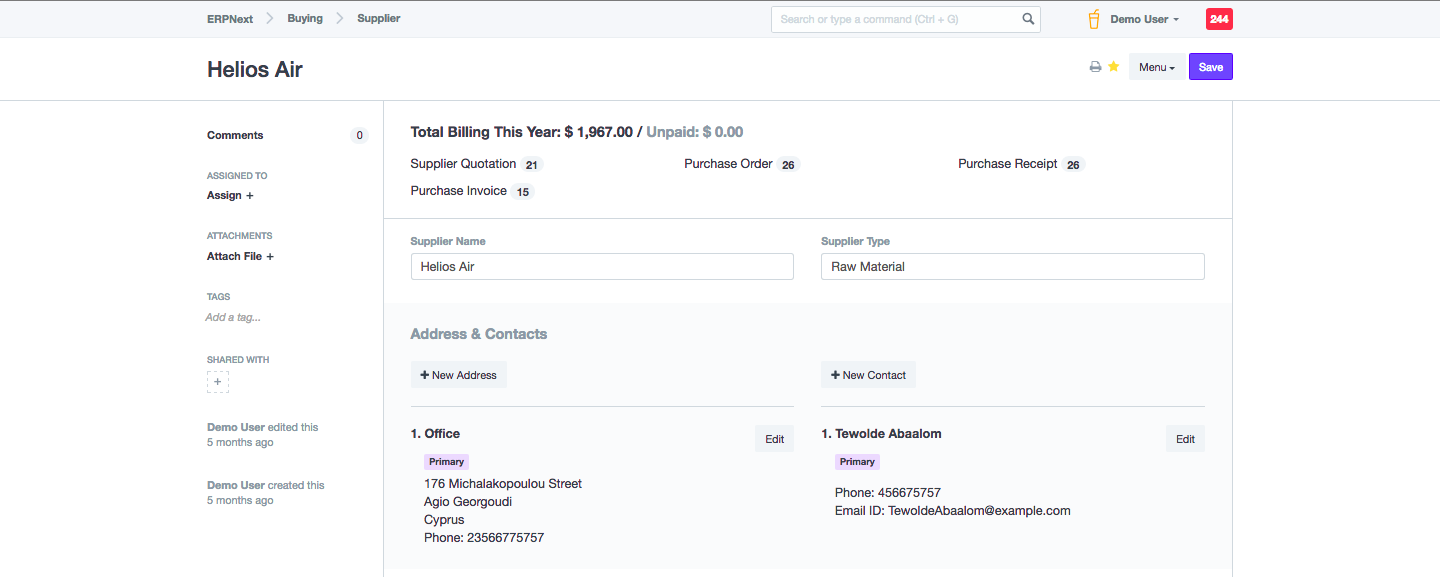 ERPNext Buying Supplier Search or type a command (Ctrl + G) Demo User 244
Helios Air Menu Save
Comments 0
ASSIGNED TO
Assign +
ATTACHMENTS
Attach File +
TAGS
Add a tag...
SHARED WITH
+
Demo User edited this
5 months ago
Demo User created this
5 months ago
Total Billing This Year: $ 1,967.00 / Unpaid: $ 0.00
Supplier Quotation 21 Purchase Order 26 Purchase Receipt 26
Purchase Invoice 15
Supplier Name Supplier Type
Helios Air Raw Material
Address & Contacts
+ New Address + New Contact
1. Office Edit
Primary
176 Michalakopoulou Street
Agio Georgoudi
Cyprus
Phone: 23566775757
1. Tewolde Abaalom Edit
Primary
Phone: 456675757
Email ID: TewoldeAbaalom@example.com